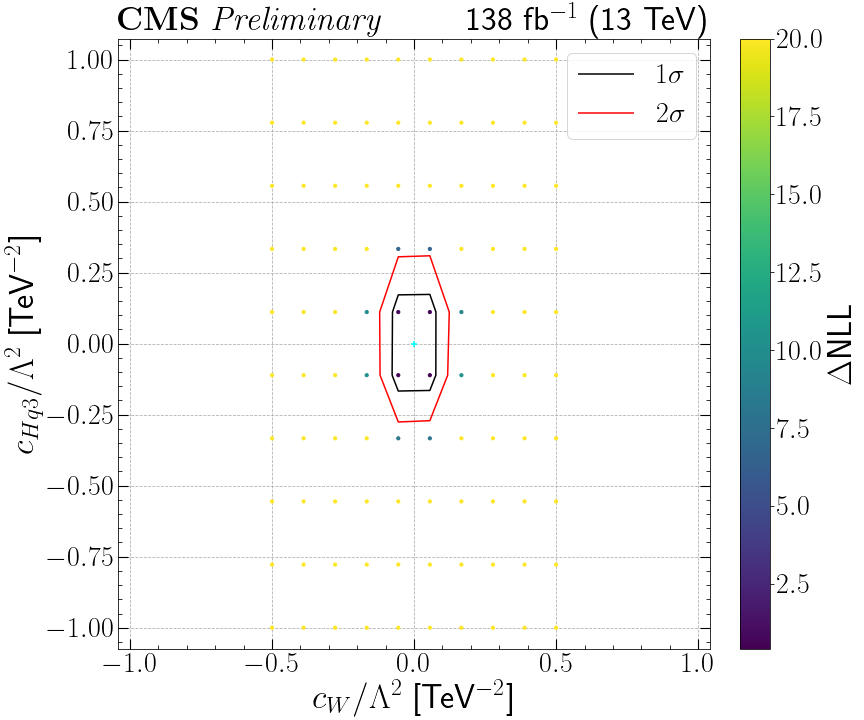 CMS Preliminary 138 fb⁻¹ (13 TeV)
1σ
2σ
1.00
0.75
0.50
0.25
0.00
−0.25
−0.50
−0.75
−1.00
c_{Hq3}/Λ² [TeV⁻²]
−1.0 −0.5 0.0 0.5 1.0
c_W/Λ² [TeV⁻²]
20.0
17.5
15.0
12.5
10.0
7.5
5.0
2.5
ΔNLL